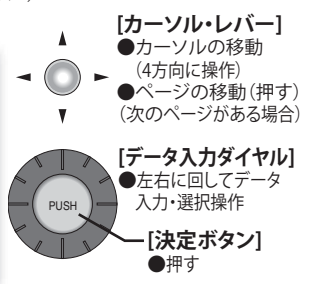 [カーソル・レバー]
●カーソルの移動
(4方向に操作)
●ページの移動(押す)
(次のページがある場合)
[データ入力ダイヤル]
●左右に回してデータ
入力・選択操作
PUSH
[決定ボタン]
●押す